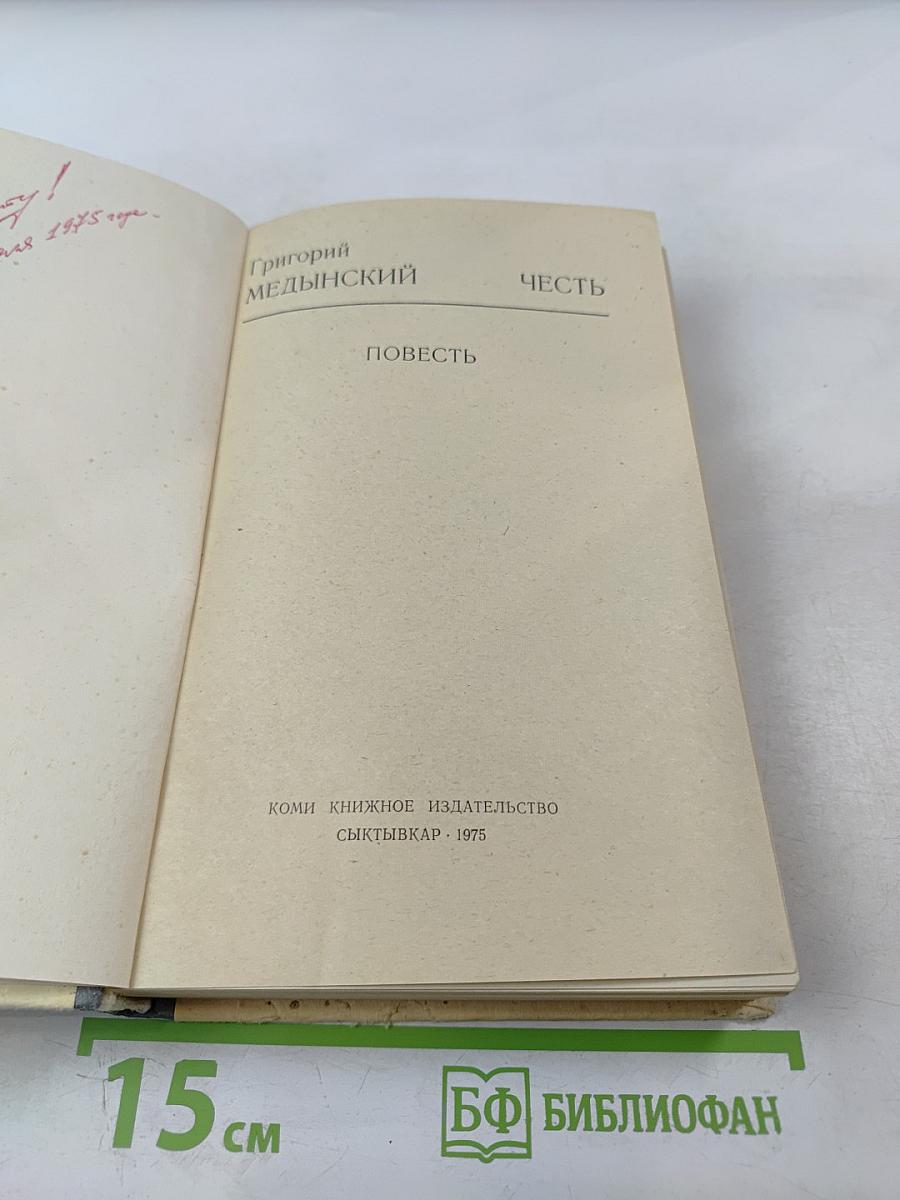 1975 года.
Григорий
МЕДЫНСКИЙ ЧЕСТЬ
ПОВЕСТЬ
КОМИ КНИЖНОЕ ИЗДАТЕЛЬСТВО
СЫКТЫВКАР · 1975
15 см
БФ БИБЛИОФАН